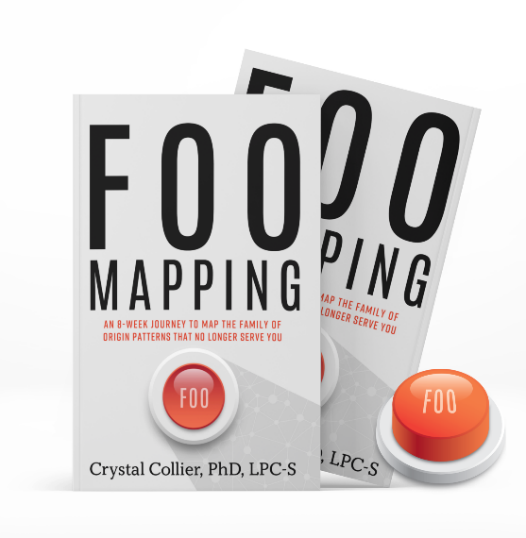 FOO
MAPPING
AN 8-WEEK JOURNEY TO MAP THE FAMILY OF
ORIGIN PATTERNS THAT NO LONGER SERVE YOU
FOO
Crystal Collier, PhD, LPC-S
FOO
PING
MAP THE FAMILY OF
LONGER SERVE YOU
, LPC-S
FOO